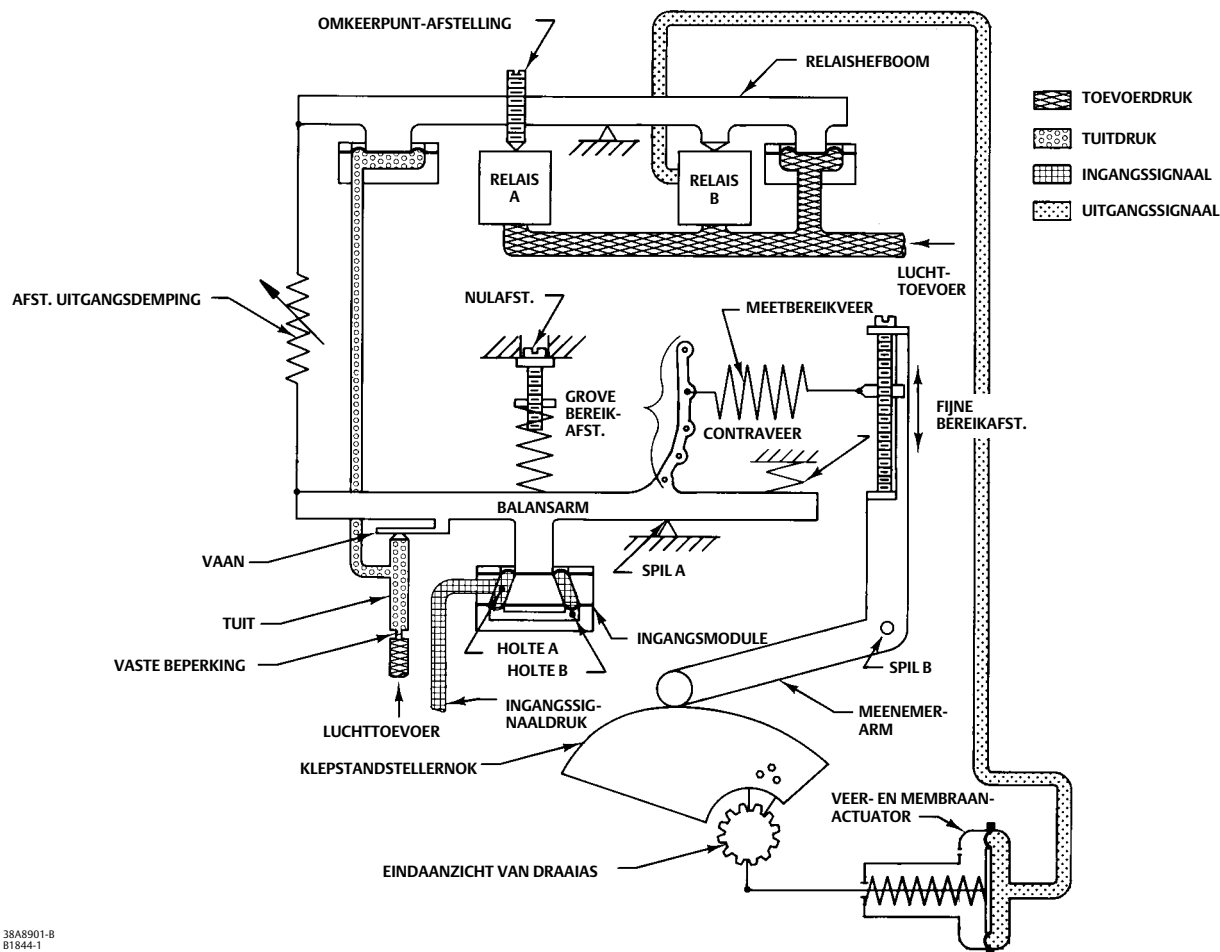 OMKEERPUNT-AFSTELLING
RELAISHEFBOOM
TOEVOERDRUK
TUITDRUK
INGANGSSIGNAAL
UITGANGSSIGNAAL
RELAIS
A
RELAIS
B
LUCHT-
TOEVOER
AFST. UITGANGSDEMPING
NULAFST.
MEETBEREIKVEER
GROVE
BEREIK-
AFST.
CONTRAVEER
FIJNE
BEREIKAFST.
BALANSARM
VAAN
SPIL A
TUIT
INGANGSMODULE
VASTE BEPERKING
HOLTE A
HOLTE B
SPIL B
LUCHTTOEVOER
INGANGSSIG-
NAALDRUK
MEENEMER-
ARM
KLEPSTANDSTELLERNOK
VEER- EN MEMBRAAN-
ACTUATOR
EINDAANZICHT VAN DRAAIAS
38A8901-B
B1844-1